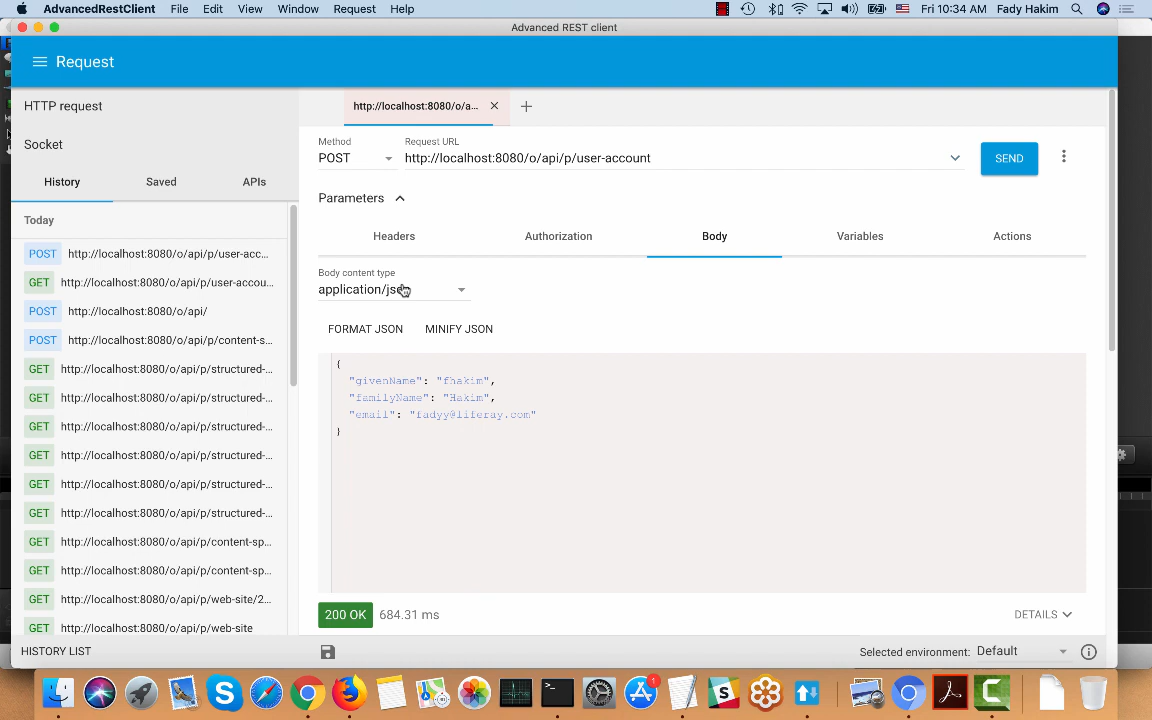 AdvancedRestClient File Edit View Window Request Help Fri 10:34 AM Fady Hakim
Advanced REST client
Request
HTTP request
Socket
History Saved APIs
Today
POST http://localhost:8080/o/api/p/user-acc...
GET http://localhost:8080/o/api/p/user-accou...
POST http://localhost:8080/o/api/
POST http://localhost:8080/o/api/p/content-s...
GET http://localhost:8080/o/api/p/structured-...
GET http://localhost:8080/o/api/p/structured-...
GET http://localhost:8080/o/api/p/structured-...
GET http://localhost:8080/o/api/p/structured-...
GET http://localhost:8080/o/api/p/structured-...
GET http://localhost:8080/o/api/p/structured-...
GET http://localhost:8080/o/api/p/content-sp...
GET http://localhost:8080/o/api/p/content-sp...
GET http://localhost:8080/o/api/p/web-site/2...
GET http://localhost:8080/o/api/p/web-site
HISTORY LIST
http://localhost:8080/o/a...
Method
POST
Request URL
http://localhost:8080/o/api/p/user-account
SEND
Parameters
Headers Authorization Body Variables Actions
Body content type
application/json
FORMAT JSON MINIFY JSON
{
"givenName": "fhakim",
"familyName": "Hakim",
"email": "fadyy@liferay.com"
}
200 OK 684.31 ms DETAILS
Selected environment: Default
1